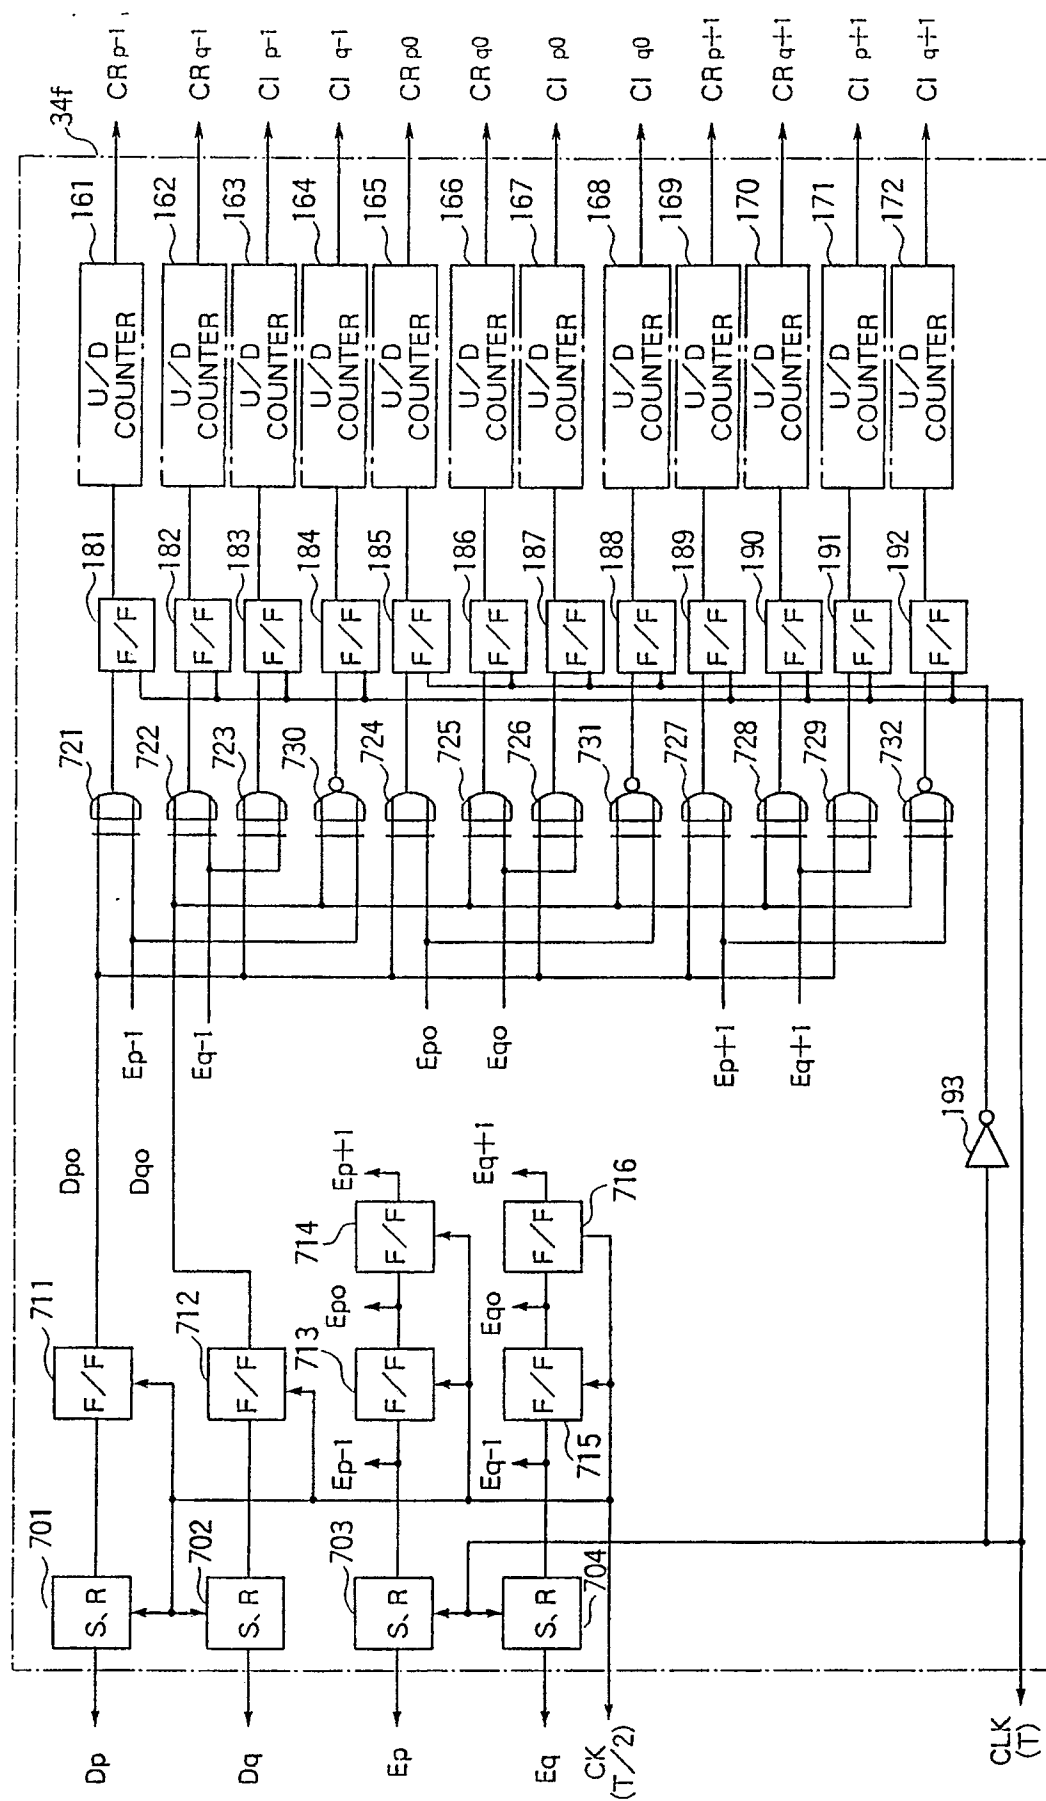 34f
161
U/D
COUNTER
CR p-1
162
U/D
COUNTER
CR q-1
163
U/D
COUNTER
CI p-1
164
U/D
COUNTER
CI q-1
165
U/D
COUNTER
CR p0
166
U/D
COUNTER
CR q0
167
U/D
COUNTER
CI p0
168
U/D
COUNTER
CI q0
169
U/D
COUNTER
CR p+1
170
U/D
COUNTER
CR q+1
171
U/D
COUNTER
CI p+1
172
U/D
COUNTER
CI q+1
181
F/F
182
F/F
183
F/F
184
F/F
185
F/F
186
F/F
187
F/F
188
F/F
189
F/F
190
F/F
191
F/F
192
F/F
721
722
723
730
724
725
726
731
727
728
729
732
Ep-1
Eq-1
Epo
Eqo
Ep+1
Eq+1
193
Dpo
Dqo
711
F/F
712
F/F
713
F/F
714
F/F
715
F/F
716
F/F
Ep-1
Epo
Ep+1
Eq-1
Eqo
Eq+1
701
S、R
702
S、R
703
S、R
704
S、R
Dp
Dq
Ep
Eq
CK
(T/2)
CLK
(T)